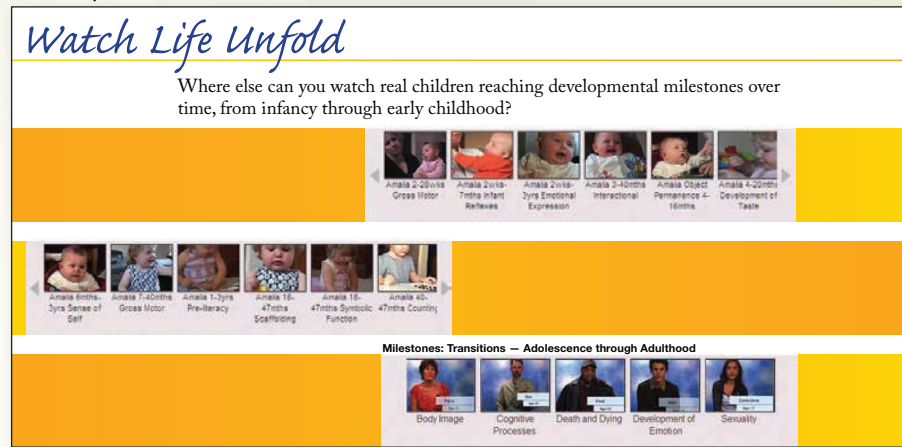 Watch Life Unfold
Where else can you watch real children reaching developmental milestones over
time, from infancy through early childhood?
Amalia 2-28wks Gross Motor
Amalia 2wks-7mths Infant Reflexes
Amalia 2wks-3yrs Emotional Expression
Amalia 3-40mths Interactional
Amalia Object Permanence 4-16mths
Amalia 4-20mths Development of Taste
Amalia 6mths-3yrs Sense of Self
Amalia 7-40mths Gross Motor
Amalia 1-3yrs Pre-literacy
Amalia 18-47mths Scaffolding
Amalia 18-47mths Symbolic Function
Amalia 40-47mths Counting
Milestones: Transitions — Adolescence through Adulthood
Body Image
Cognitive Processes
Death and Dying
Development of Emotion
Sexuality